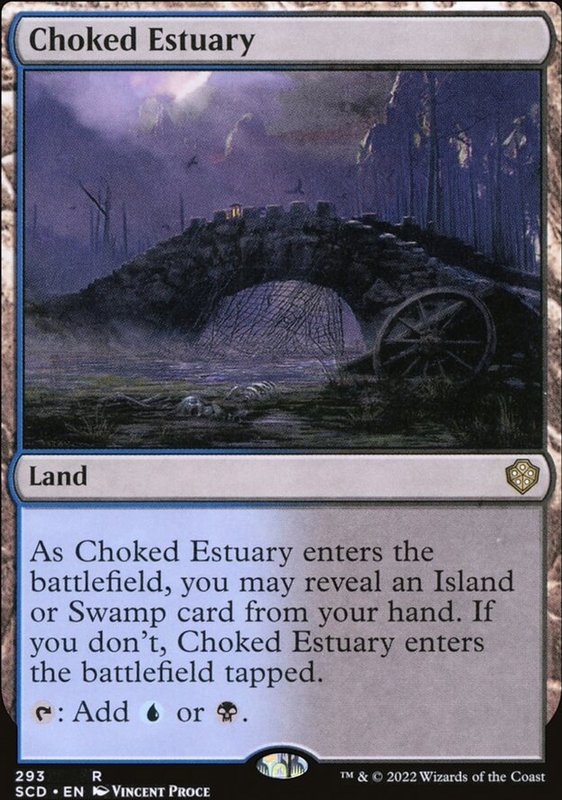 Choked Estuary
Land
As Choked Estuary enters the
battlefield, you may reveal an Island
or Swamp card from your hand. If
you don't, Choked Estuary enters
the battlefield tapped.
: Add or .
293 R
SCD • EN Vincent Proce
™ & © 2022 Wizards of the Coast